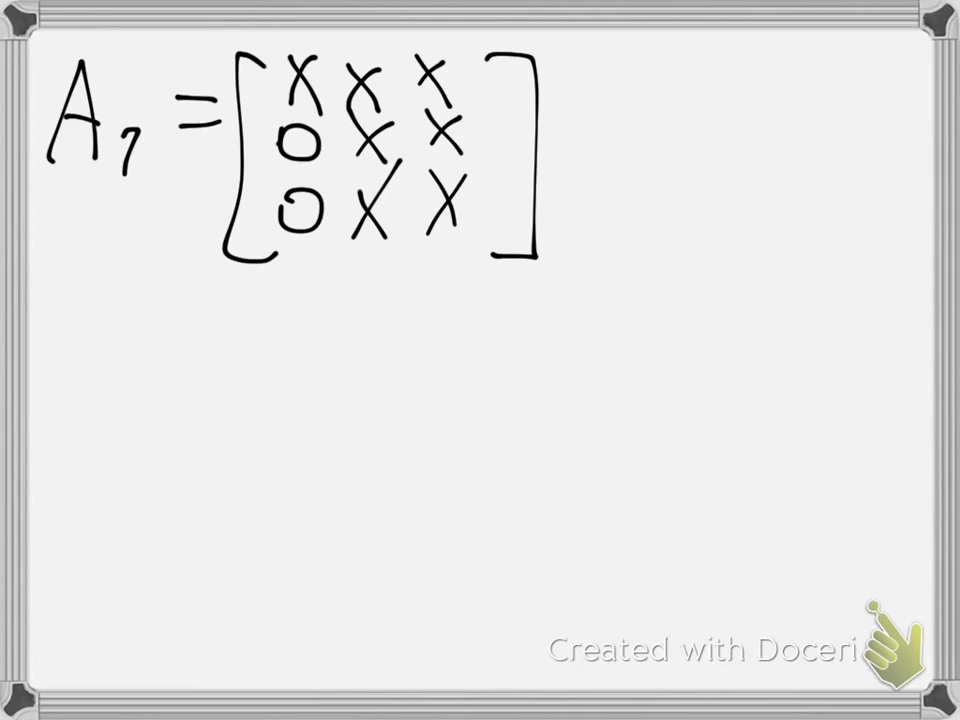 A₁ = [ X X X
0 X X
0 X X ]
Created with Doceri